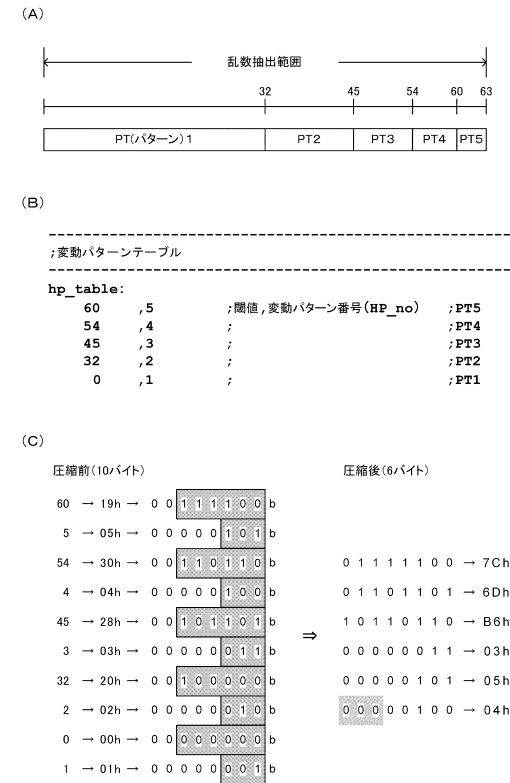 (A)
乱数抽出範囲
32 45 54 60 63
PT(パターン)1 PT2 PT3 PT4 PT5
(B)
;変動パターンテーブル
hp_table:
60 ,5 ;閾値,変動パターン番号(HP_no) ;PT5
54 ,4 ; ;PT4
45 ,3 ; ;PT3
32 ,2 ; ;PT2
0 ,1 ; ;PT1
(C)
圧縮前(10バイト) 圧縮後(6バイト)
60 → 19h → 0 0 1 1 1 1 0 0 b
5 → 05h → 0 0 0 0 0 1 0 1 b
54 → 30h → 0 0 1 1 0 1 1 0 b 0 1 1 1 1 1 0 0 → 7Ch
4 → 04h → 0 0 0 0 0 1 0 0 b 0 1 1 0 1 1 0 1 → 6Dh
45 → 28h → 0 0 1 0 1 1 0 1 b 1 0 1 1 0 1 1 0 → B6h
3 → 03h → 0 0 0 0 0 0 1 1 b ⇒ 0 0 0 0 0 0 1 1 → 03h
32 → 20h → 0 0 1 0 0 0 0 0 b 0 0 0 0 0 1 0 1 → 05h
2 → 02h → 0 0 0 0 0 0 1 0 b 0 0 0 0 0 1 0 0 → 04h
0 → 00h → 0 0 0 0 0 0 0 0 b
1 → 01h → 0 0 0 0 0 0 0 1 b